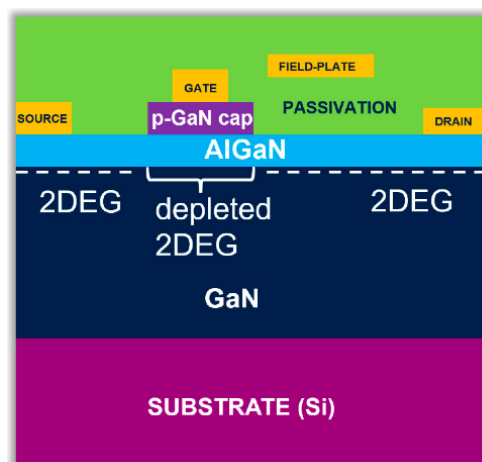 FIELD-PLATE
GATE
SOURCE
p-GaN cap
PASSIVATION
DRAIN
AlGaN
2DEG
depleted
2DEG
2DEG
GaN
SUBSTRATE (Si)